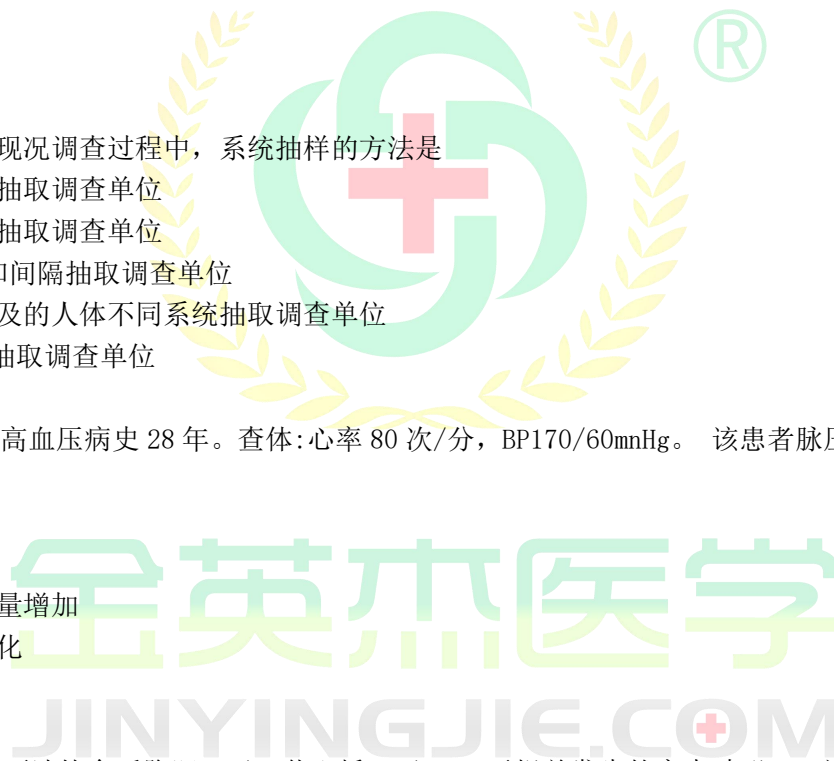 ®
现况调查过程中，系统抽样的方法是
抽取调查单位
抽取调查单位
间隔抽取调查单位
及的人体不同系统抽取调查单位
抽取调查单位
高血压病史 28 年。查体:心率 80 次/分，BP170/60mnHg。 该患者脉压
量增加
化
金英杰医学
JINYINGJIE.COM